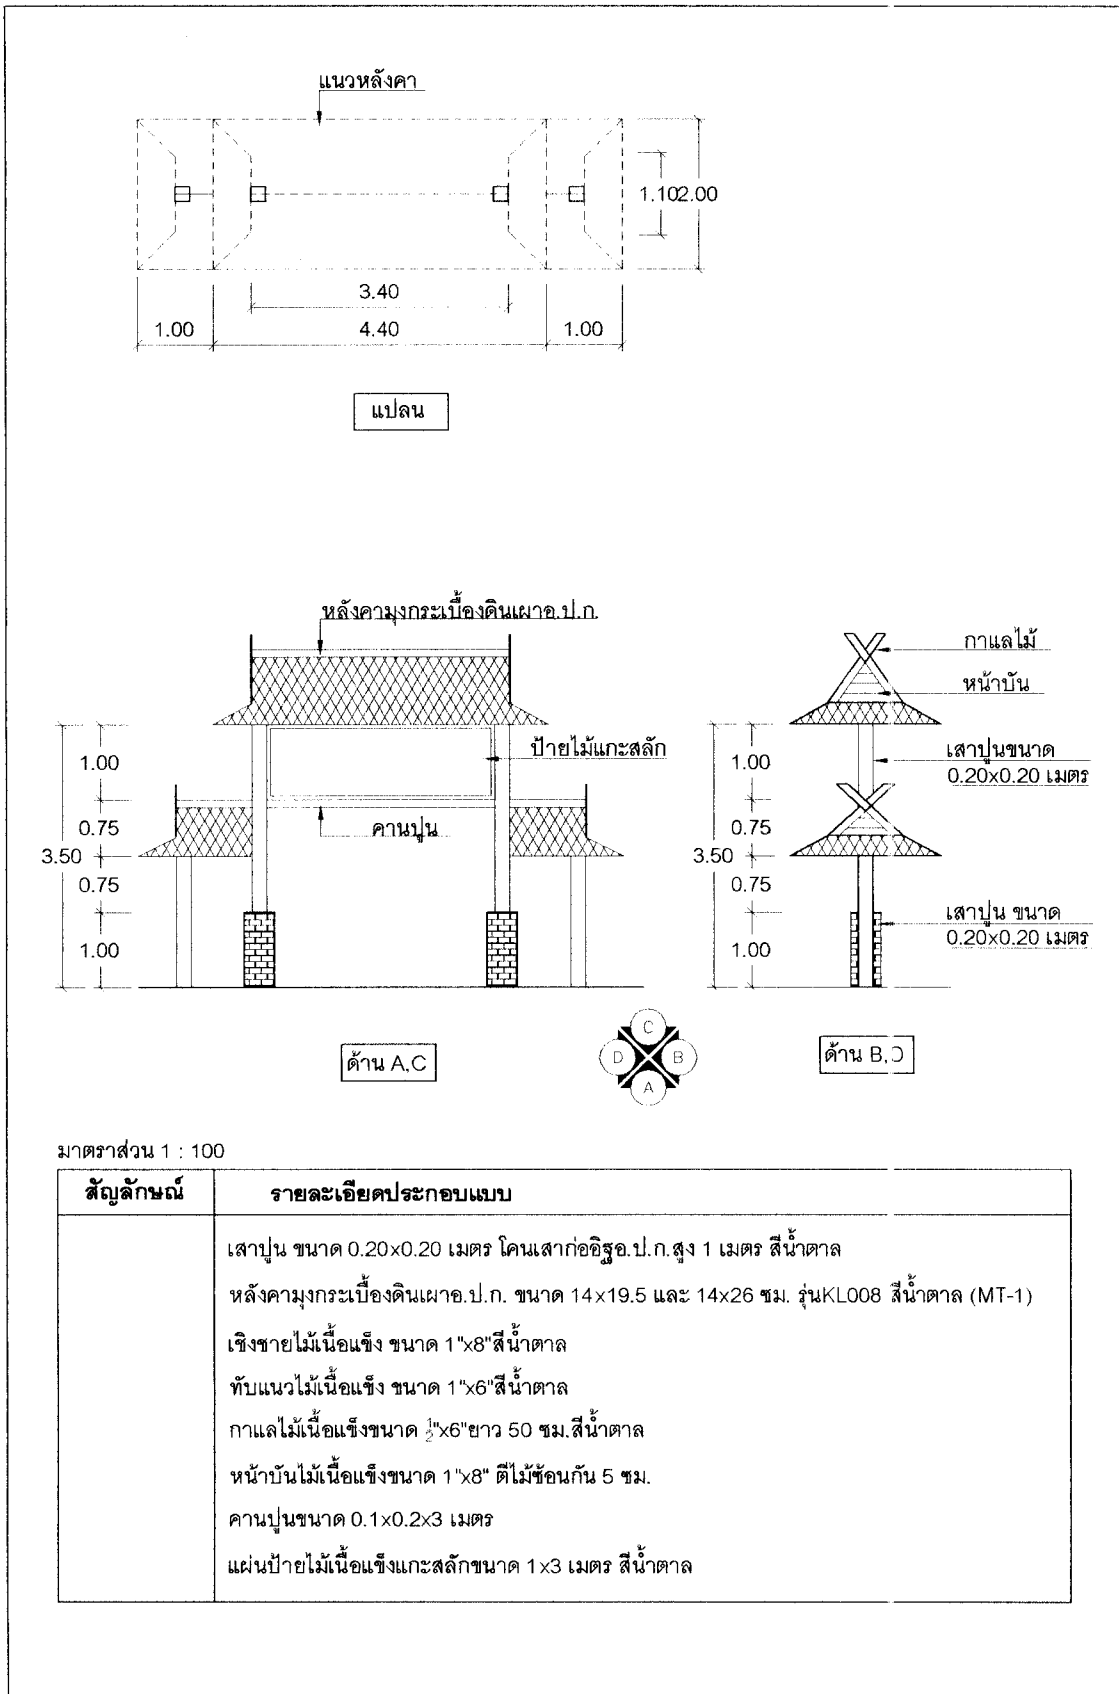 แนวหลังคา
1.10
2.00
3.40
1.00
4.40
1.00
แปลน
หลังคามุงกระเบื้องดินเผาอ.ป.ก.
ป้ายไม้แกะสลัก
คานปูน
1.00
0.75
3.50
0.75
1.00
ด้าน A,C
กาแลไม้
หน้าบัน
เสาปูนขนาด
0.20x0.20 เมตร
1.00
0.75
3.50
0.75
1.00
เสาปูน ขนาด
0.20x0.20 เมตร
ด้าน B,D
C
D
B
A
มาตราส่วน 1 : 100
สัญลักษณ์
รายละเอียดประกอบแบบ
เสาปูน ขนาด 0.20x0.20 เมตร โคนเสาก่ออิฐอ.ป.ก.สูง 1 เมตร สีน้ำตาล
หลังคามุงกระเบื้องดินเผาอ.ป.ก. ขนาด 14x19.5 และ 14x26 ซม. รุ่นKL008 สีน้ำตาล (MT-1)
เชิงชายไม้เนื้อแข็ง ขนาด 1"x8"สีน้ำตาล
ทับแนวไม้เนื้อแข็ง ขนาด 1"x6"สีน้ำตาล
กาแลไม้เนื้อแข็งขนาด ½"x6"ยาว 50 ซม.สีน้ำตาล
หน้าบันไม้เนื้อแข็งขนาด 1"x8" ตีไม้ซ้อนกัน 5 ซม.
คานปูนขนาด 0.1x0.2x3 เมตร
แผ่นป้ายไม้เนื้อแข็งแกะสลักขนาด 1x3 เมตร สีน้ำตาล